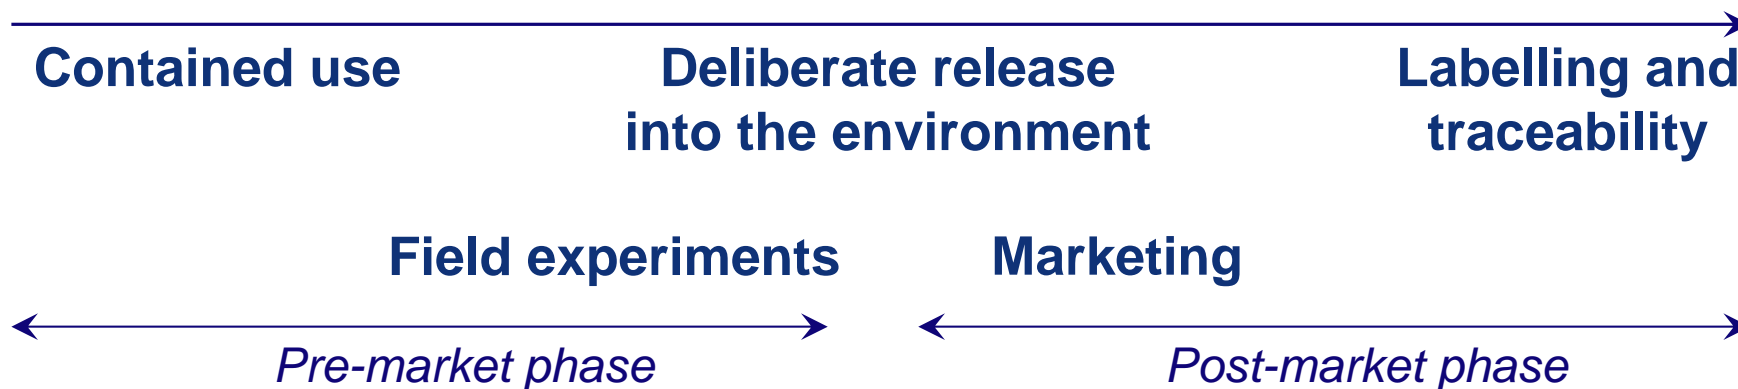 Contained use
Deliberate release
into the environment
Labelling and
traceability
Field experiments
Marketing
Pre-market phase
Post-market phase